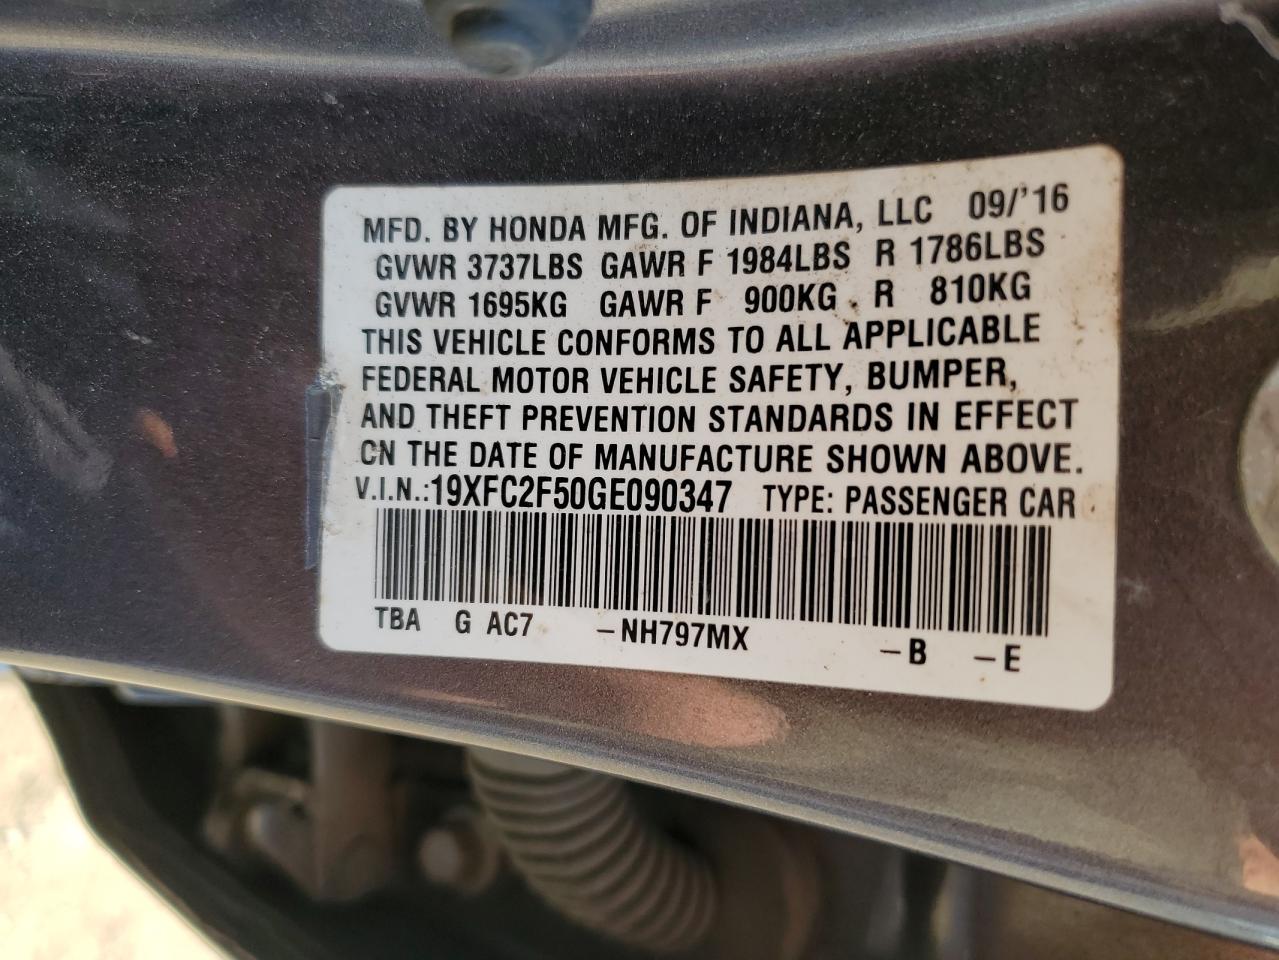 MFD. BY HONDA MFG. OF INDIANA, LLC 09/'16
GVWR 3737LBS GAWR F 1984LBS R 1786LBS
GVWR 1695KG GAWR F 900KG R 810KG
THIS VEHICLE CONFORMS TO ALL APPLICABLE
FEDERAL MOTOR VEHICLE SAFETY, BUMPER,
AND THEFT PREVENTION STANDARDS IN EFFECT
ON THE DATE OF MANUFACTURE SHOWN ABOVE.
V.I.N.:19XFC2F50GE090347 TYPE: PASSENGER CAR
TBA G AC7 -NH797MX -B -E